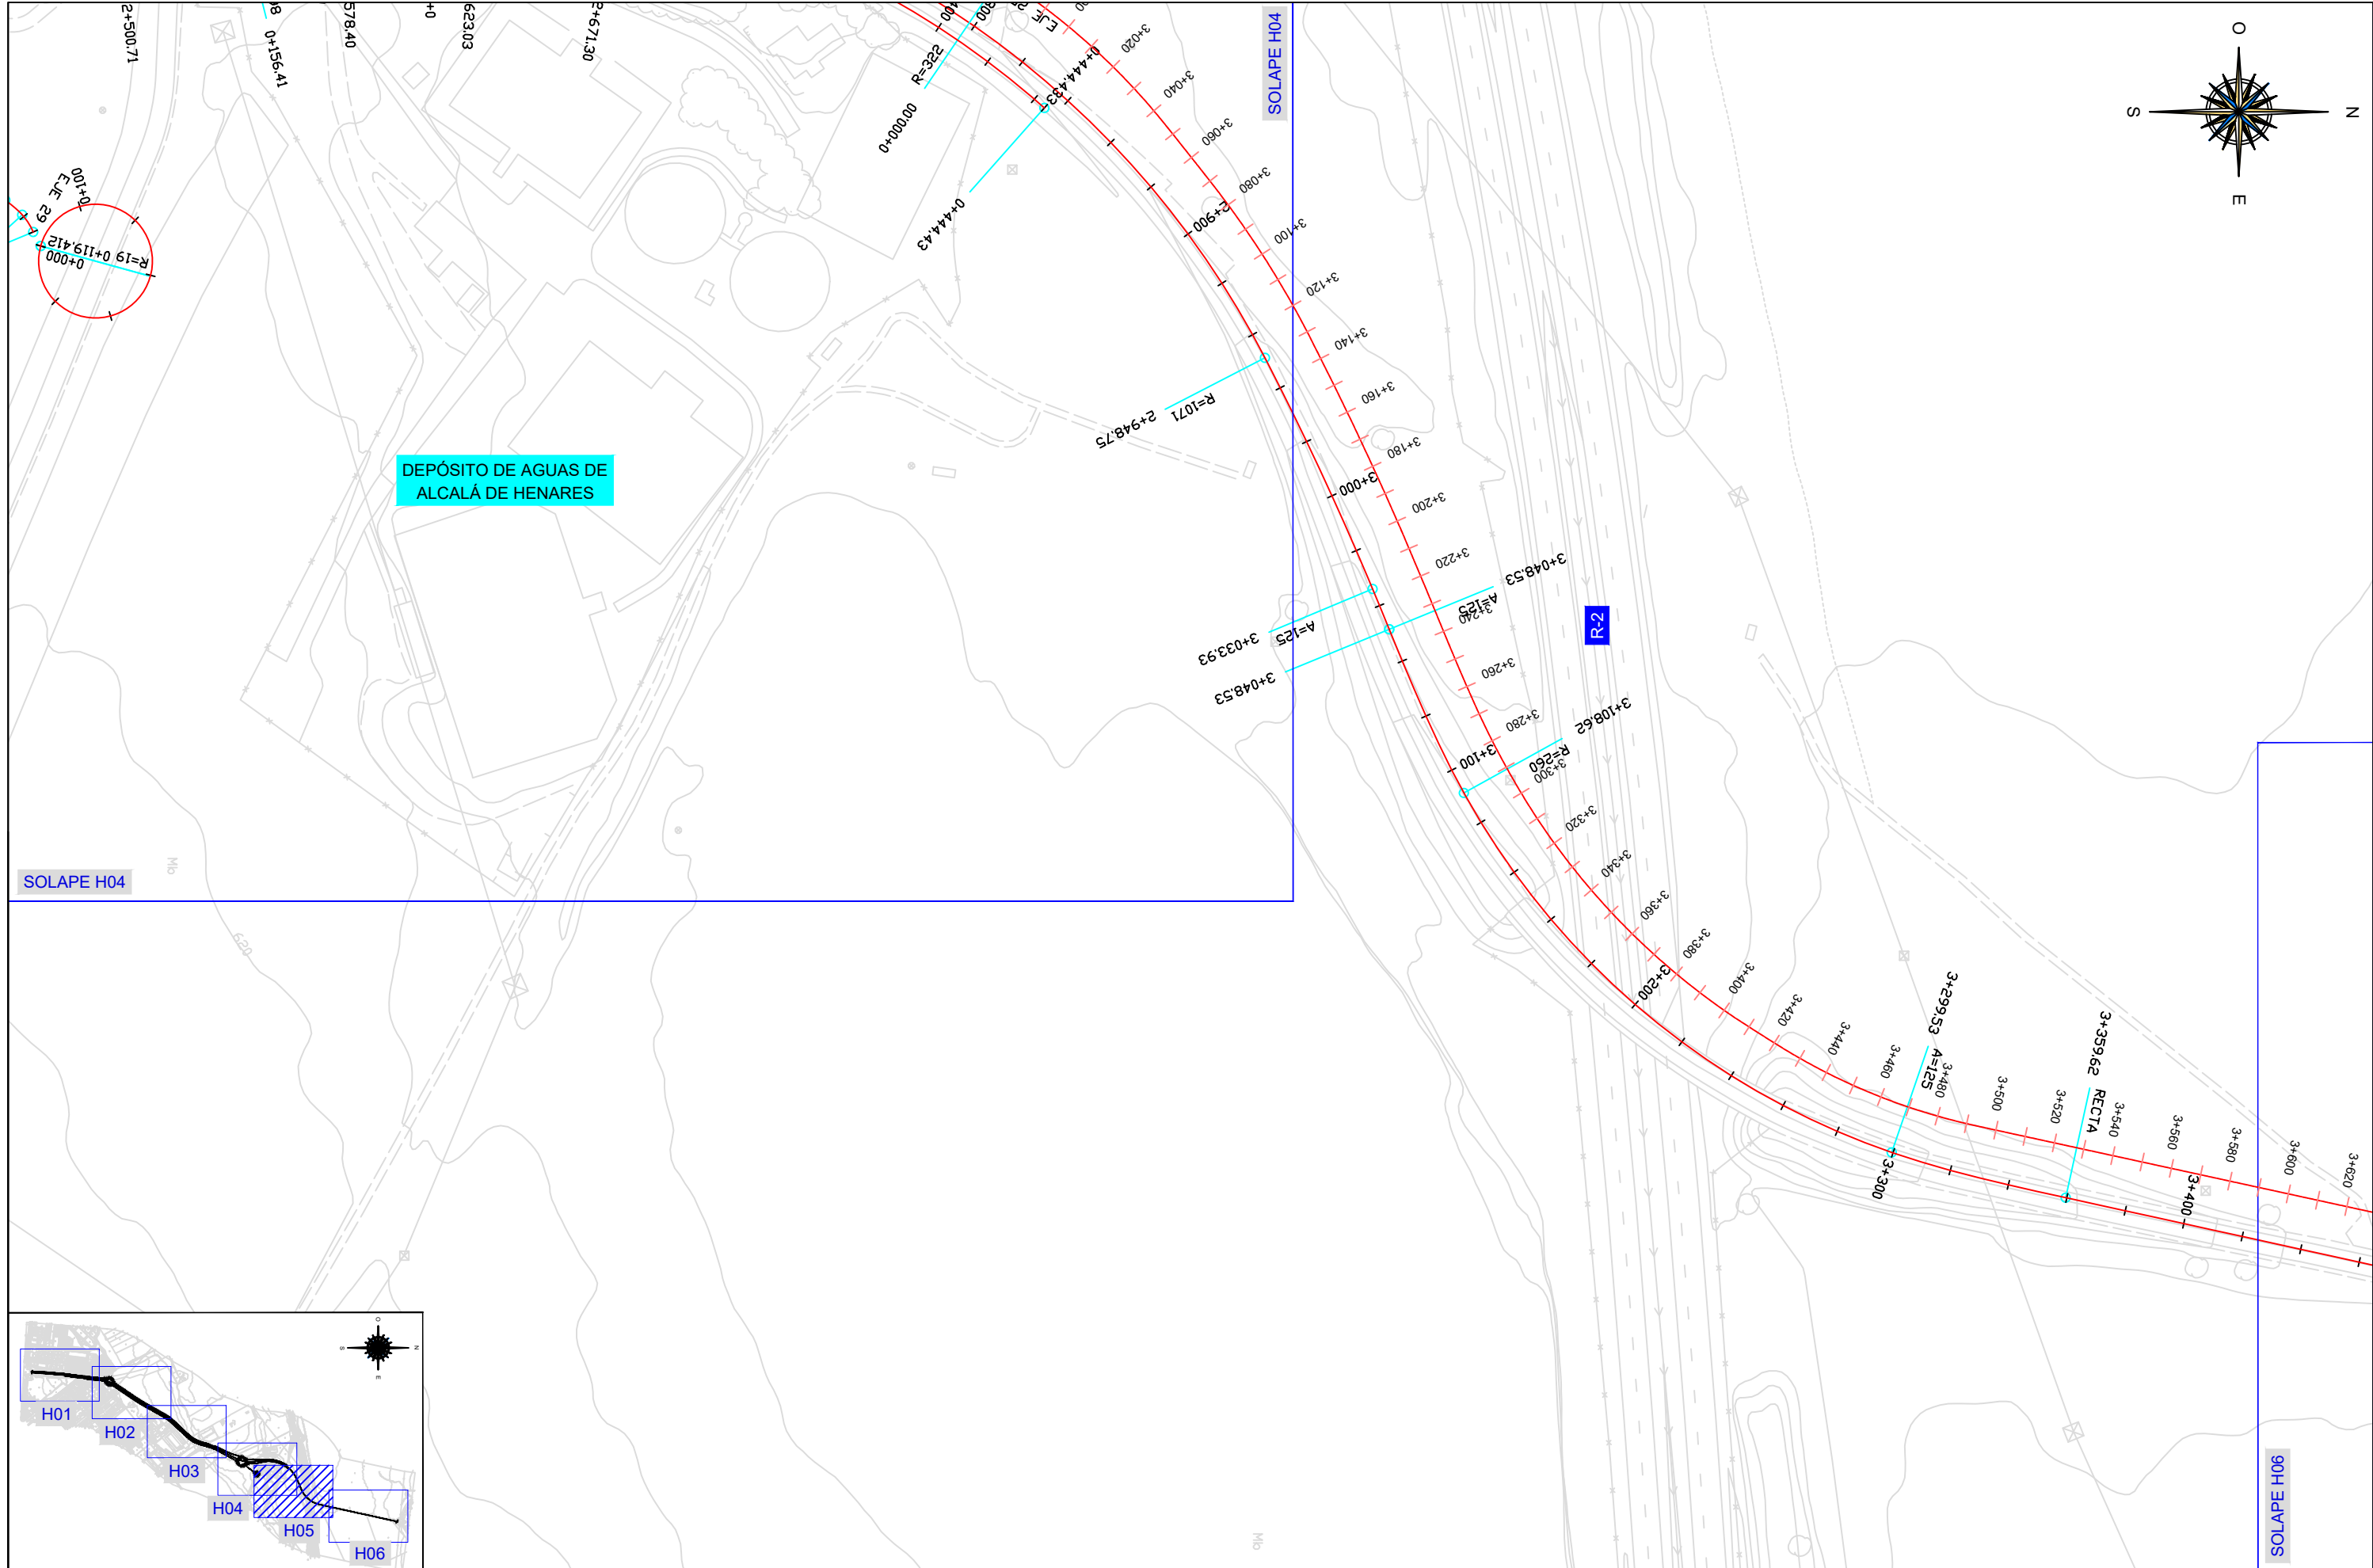 2+500.71
0+156.41
578.40
623.03
2+671.30
R=322
0+000.00
0+444.433
0+444.43
EJE
3+020
3+040
3+060
3+080
3+100
3+120
3+140
3+160
3+180
3+200
3+220
3+240
3+260
3+280
3+300
3+320
3+340
3+360
3+380
3+400
3+420
3+440
3+460
3+480
3+500
3+520
3+540
3+560
3+580
3+600
3+620
2+900
3+000
3+100
3+200
3+300
3+400
SOLAPE H04
O
S
N
E
EJE 29
0+100
R=19 0+119.412
0+000
R=1071
2+948.75
DEPÓSITO DE AGUAS DE
ALCALÁ DE HENARES
3+048.53
A=125
A=125
3+033.93
3+048.53
R-2
3+108.62
R=260
SOLAPE H04
Mlo
620
3+299.53
A=125
3+359.62
RECTA
O
S
N
E
H01
H02
H03
H04
H05
H06
Mlo
SOLAPE H06